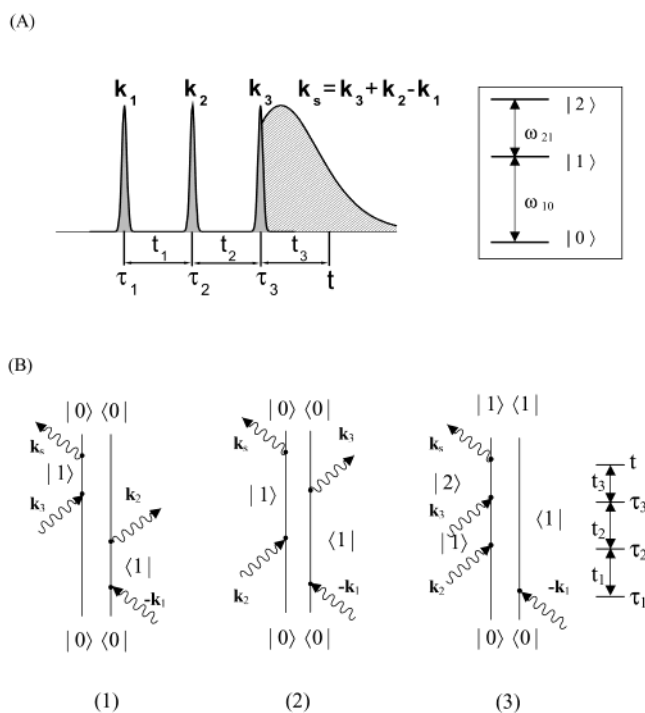 (A)
k₁ k₂ k₃ kₛ=k₃+k₂-k₁
t₁ t₂ t₃
τ₁ τ₂ τ₃ t
| 2 ⟩
ω₂₁
| 1 ⟩
ω₁₀
| 0 ⟩
(B)
| 0⟩ ⟨0 |
kₛ
| 1⟩
k₃
k₂
⟨1 |
-k₁
| 0⟩ ⟨0 |
(1)
| 0⟩ ⟨0 |
kₛ
k₃
| 1⟩
⟨1 |
k₂
-k₁
| 0⟩ ⟨0 |
(2)
| 1⟩ ⟨1 |
kₛ
| 2⟩
k₃
⟨1 |
| 1⟩
k₂
-k₁
| 0⟩ ⟨0 |
(3)
t
t₃
τ₃
t₂
τ₂
t₁
τ₁